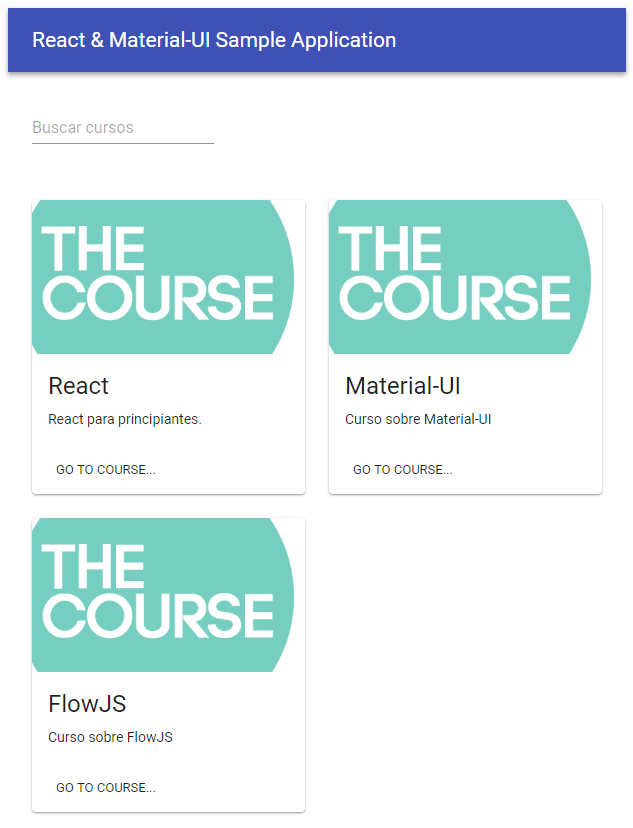 React & Material-UI Sample Application
Buscar cursos
THE
COURSE
React
React para principiantes.
GO TO COURSE...
THE
COURSE
Material-UI
Curso sobre Material-UI
GO TO COURSE...
THE
COURSE
FlowJS
Curso sobre FlowJS
GO TO COURSE...